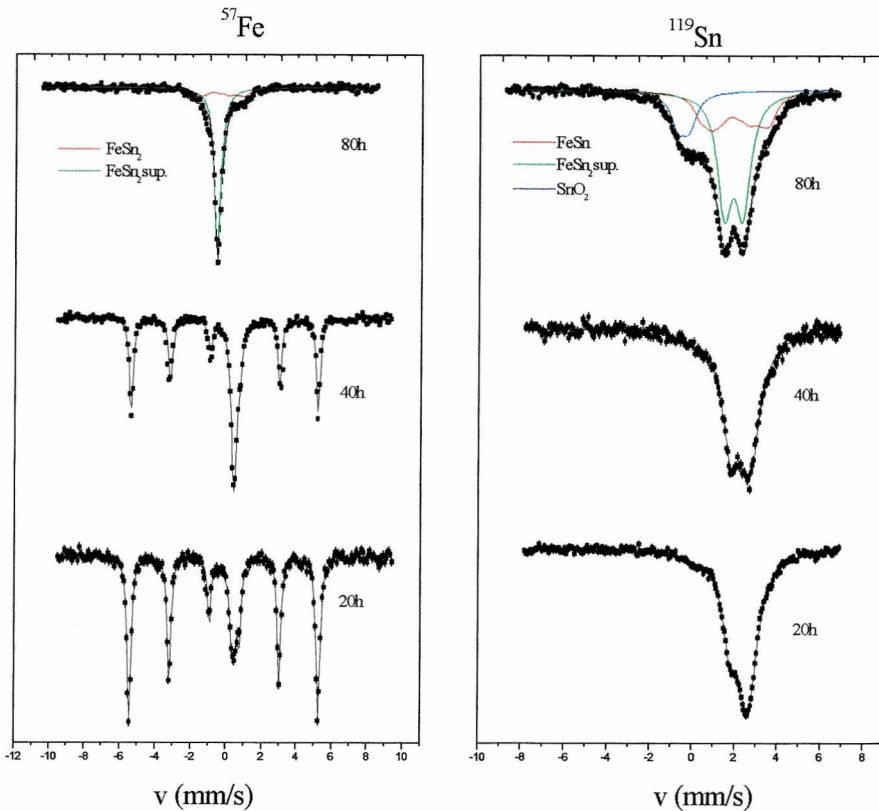 ⁵⁷Fe
FeSn₂
FeSn₂sup.
80h
40h
20h
-12 -10 -8 -6 -4 -2 0 2 4 6 8 10
v (mm/s)
¹¹⁹Sn
FeSn
FeSn₂sup.
SnO₂
80h
40h
20h
-10 -8 -6 -4 -2 0 2 4 6 8
v (mm/s)